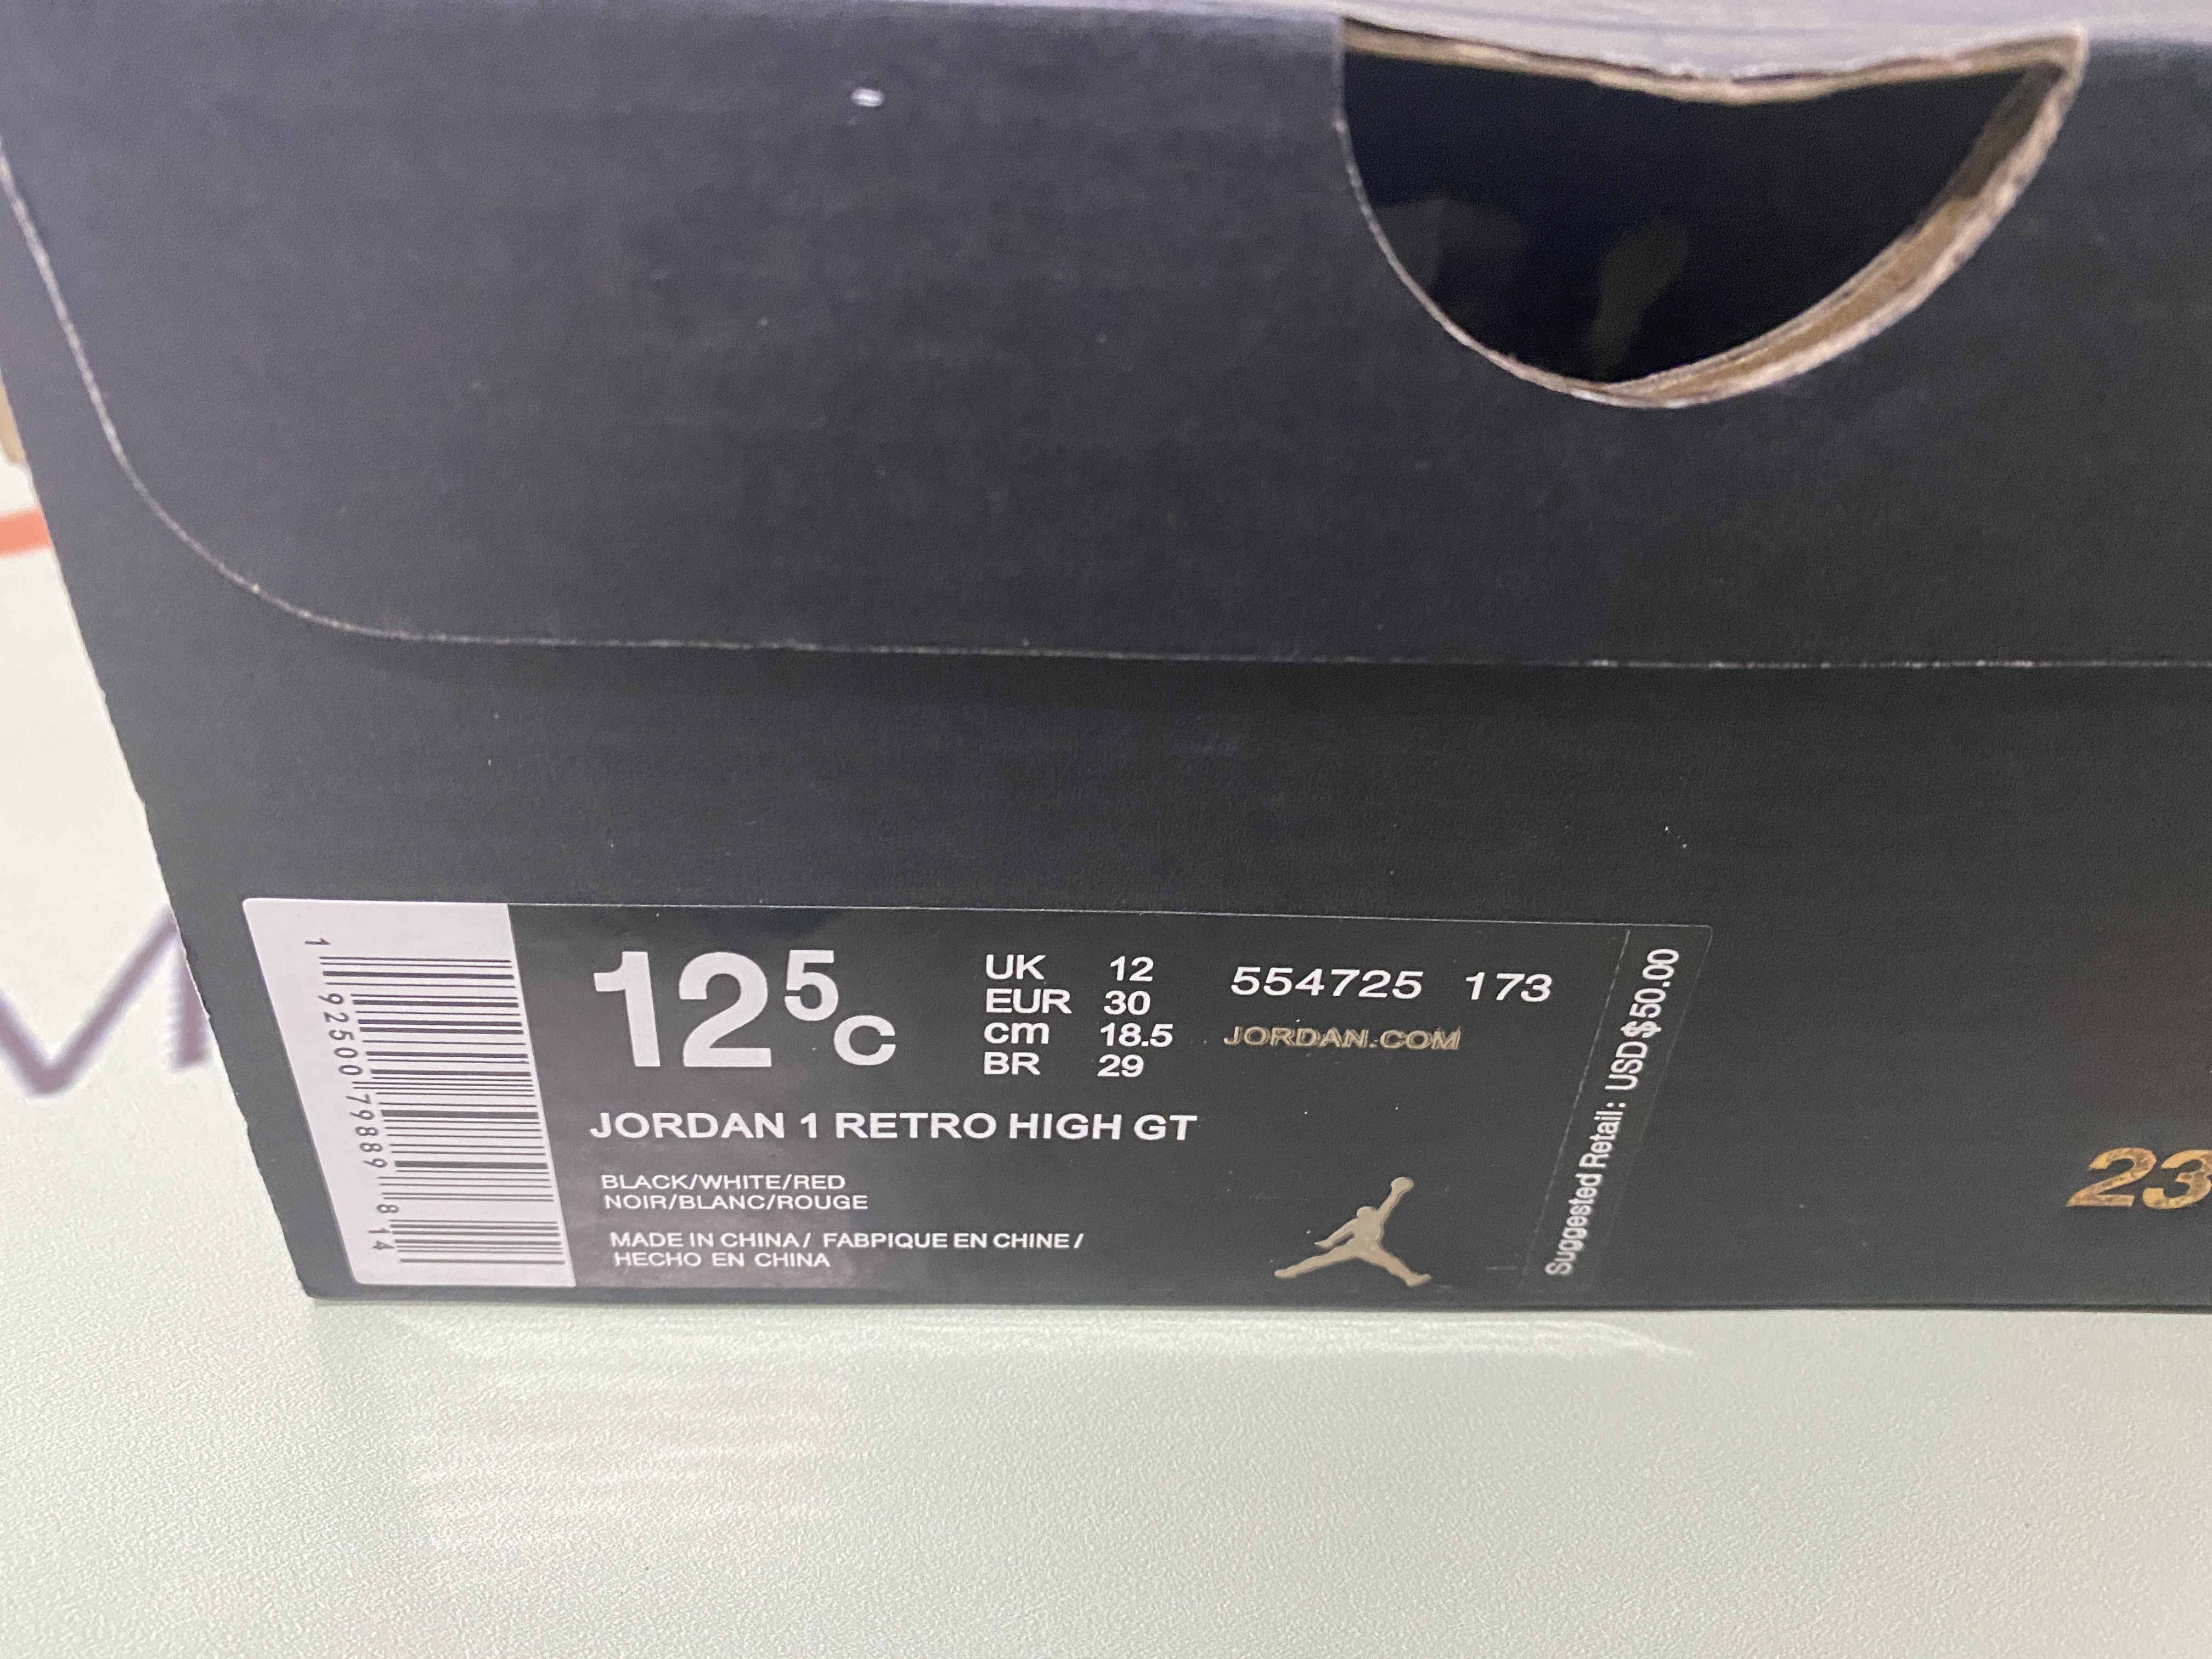 12 5 C
UK 12
EUR 30
cm 18.5
BR 29
554725 173
JORDAN.COM
JORDAN 1 RETRO HIGH GT
BLACK/WHITE/RED
NOIR/BLANC/ROUGE
MADE IN CHINA / FABPIQUE EN CHINE /
HECHO EN CHINA
Suggested Retail: USD$50.00
1 92500 79889 8 14
23